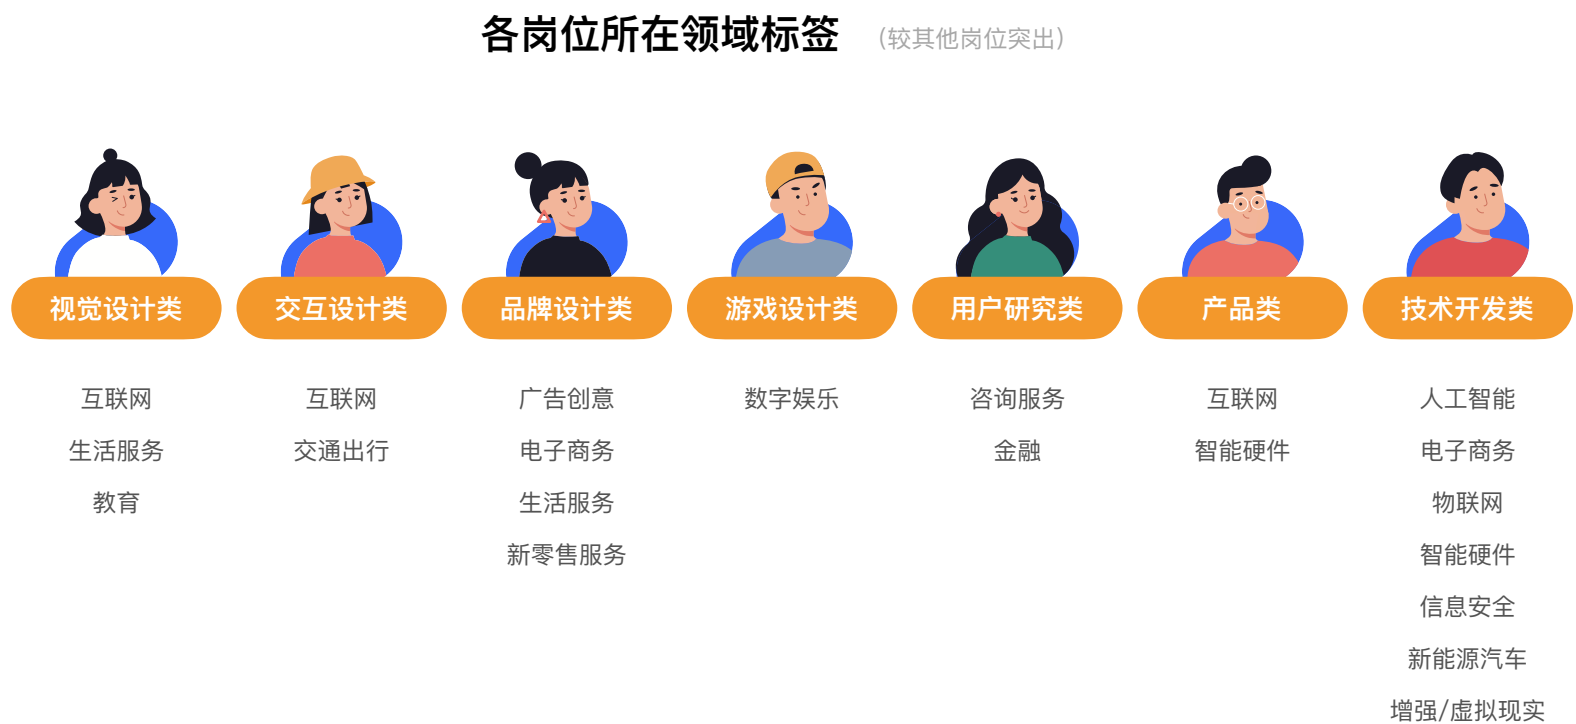 各岗位所在领域标签 (较其他岗位突出)
视觉设计类 交互设计类 品牌设计类 游戏设计类 用户研究类 产品类 技术开发类
互联网 互联网 广告创意 数字娱乐 咨询服务 互联网 人工智能
生活服务 交通出行 电子商务 金融 智能硬件 电子商务
教育 生活服务 物联网
新零售服务 智能硬件
信息安全
新能源汽车
增强/虚拟现实